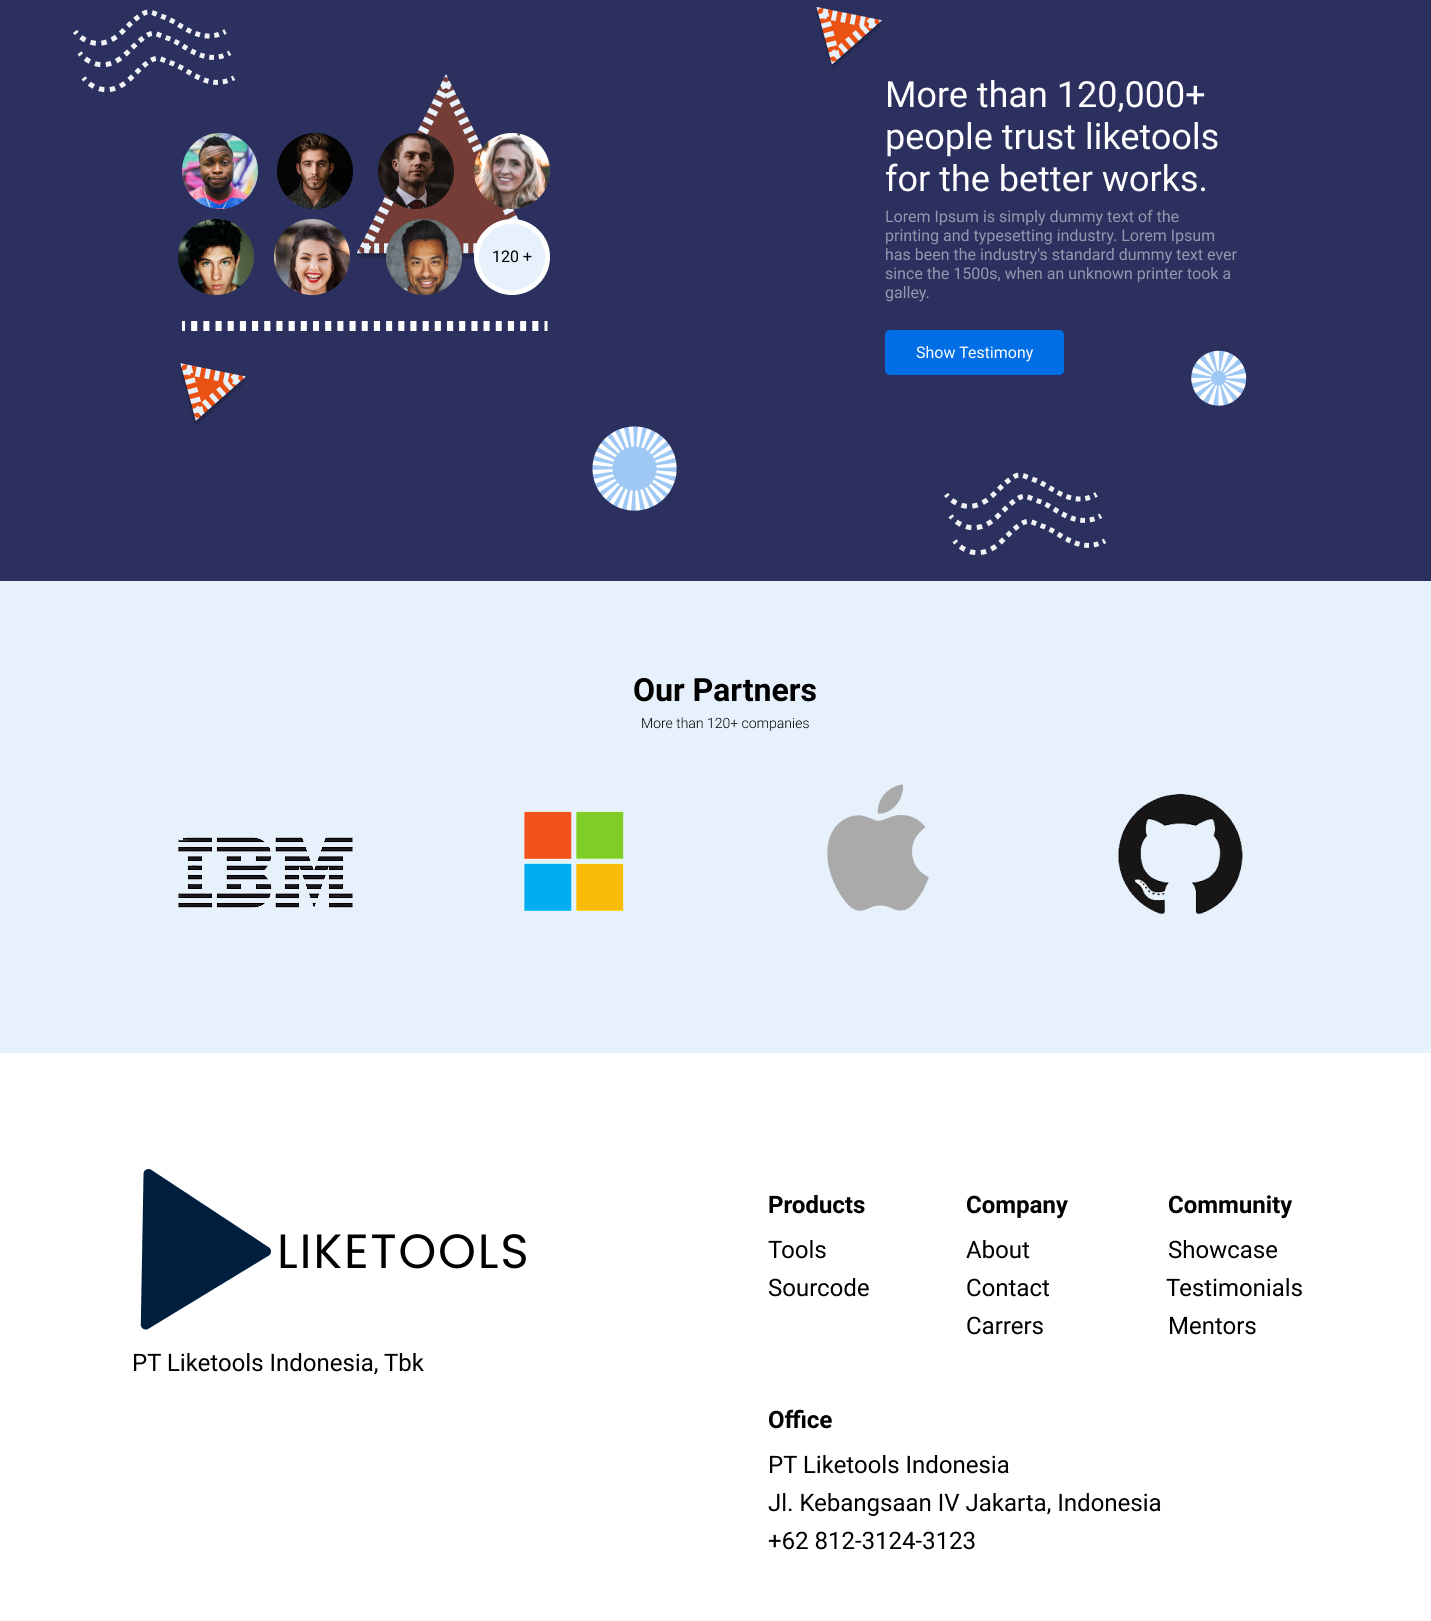 120 +
More than 120,000+
people trust liketools
for the better works.
Lorem Ipsum is simply dummy text of the
printing and typesetting industry. Lorem Ipsum
has been the industry's standard dummy text ever
since the 1500s, when an unknown printer took a
galley.
Show Testimony
Our Partners
More than 120+ companies
IBM
LIKETOOLS
PT Liketools Indonesia, Tbk
Products
Tools
Sourcode
Company
About
Contact
Carrers
Community
Showcase
Testimonials
Mentors
Office
PT Liketools Indonesia
Jl. Kebangsaan IV Jakarta, Indonesia
+62 812-3124-3123